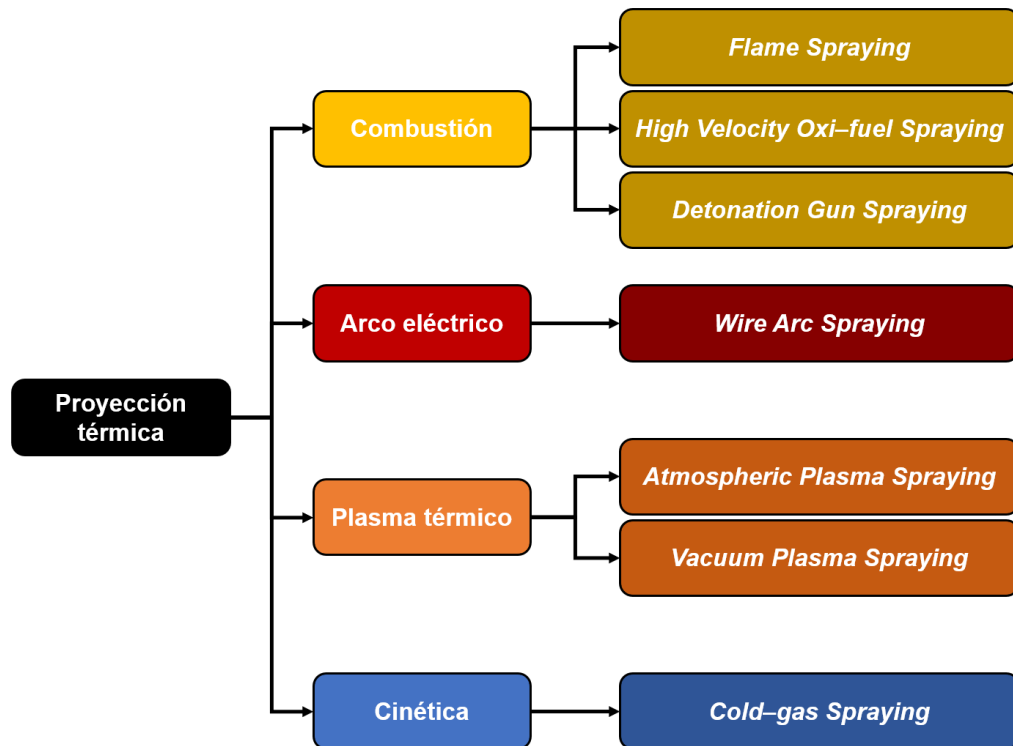 Proyección
térmica
Combustión
Flame Spraying
High Velocity Oxi–fuel Spraying
Detonation Gun Spraying
Arco eléctrico
Wire Arc Spraying
Plasma térmico
Atmospheric Plasma Spraying
Vacuum Plasma Spraying
Cinética
Cold–gas Spraying